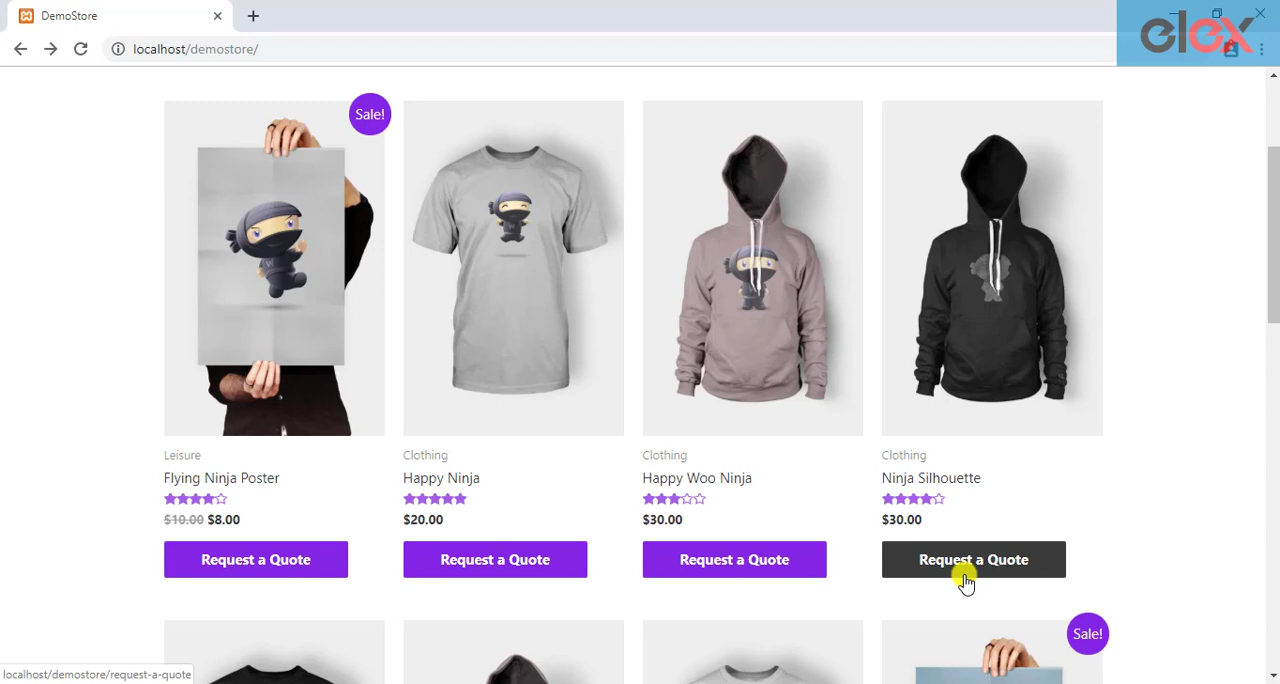 DemoStore
localhost/demostore/
elex
Sale!
Leisure
Flying Ninja Poster
$10.00 $8.00
Request a Quote
Clothing
Happy Ninja
$20.00
Request a Quote
Clothing
Happy Woo Ninja
$30.00
Request a Quote
Clothing
Ninja Silhouette
$30.00
Request a Quote
Sale!
localhost/demostore/request-a-quote